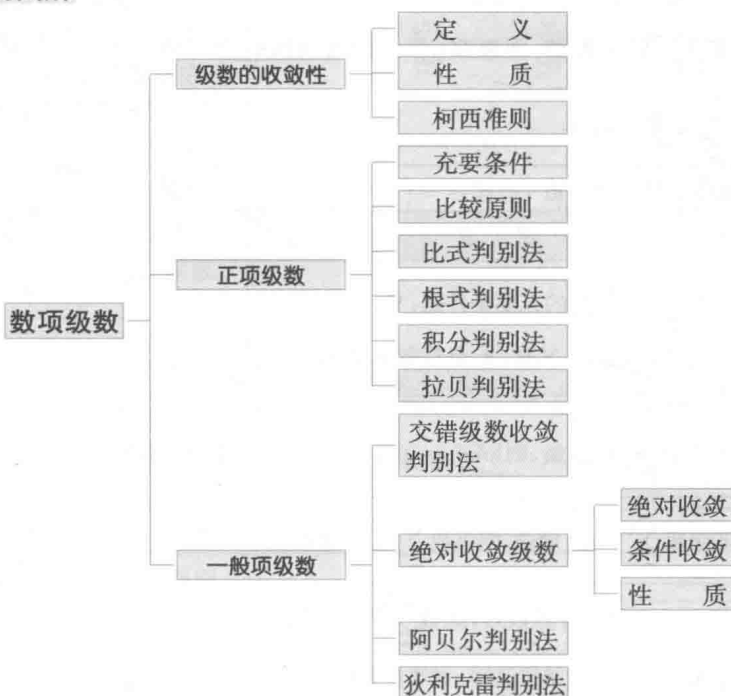 定 义
级数的收敛性
性 质
柯西准则
充要条件
比较原则
比式判别法
正项级数
根式判别法
数项级数
积分判别法
拉贝判别法
交错级数收敛
判别法
绝对收敛
一般项级数
绝对收敛级数
条件收敛
性 质
阿贝尔判别法
狄利克雷判别法